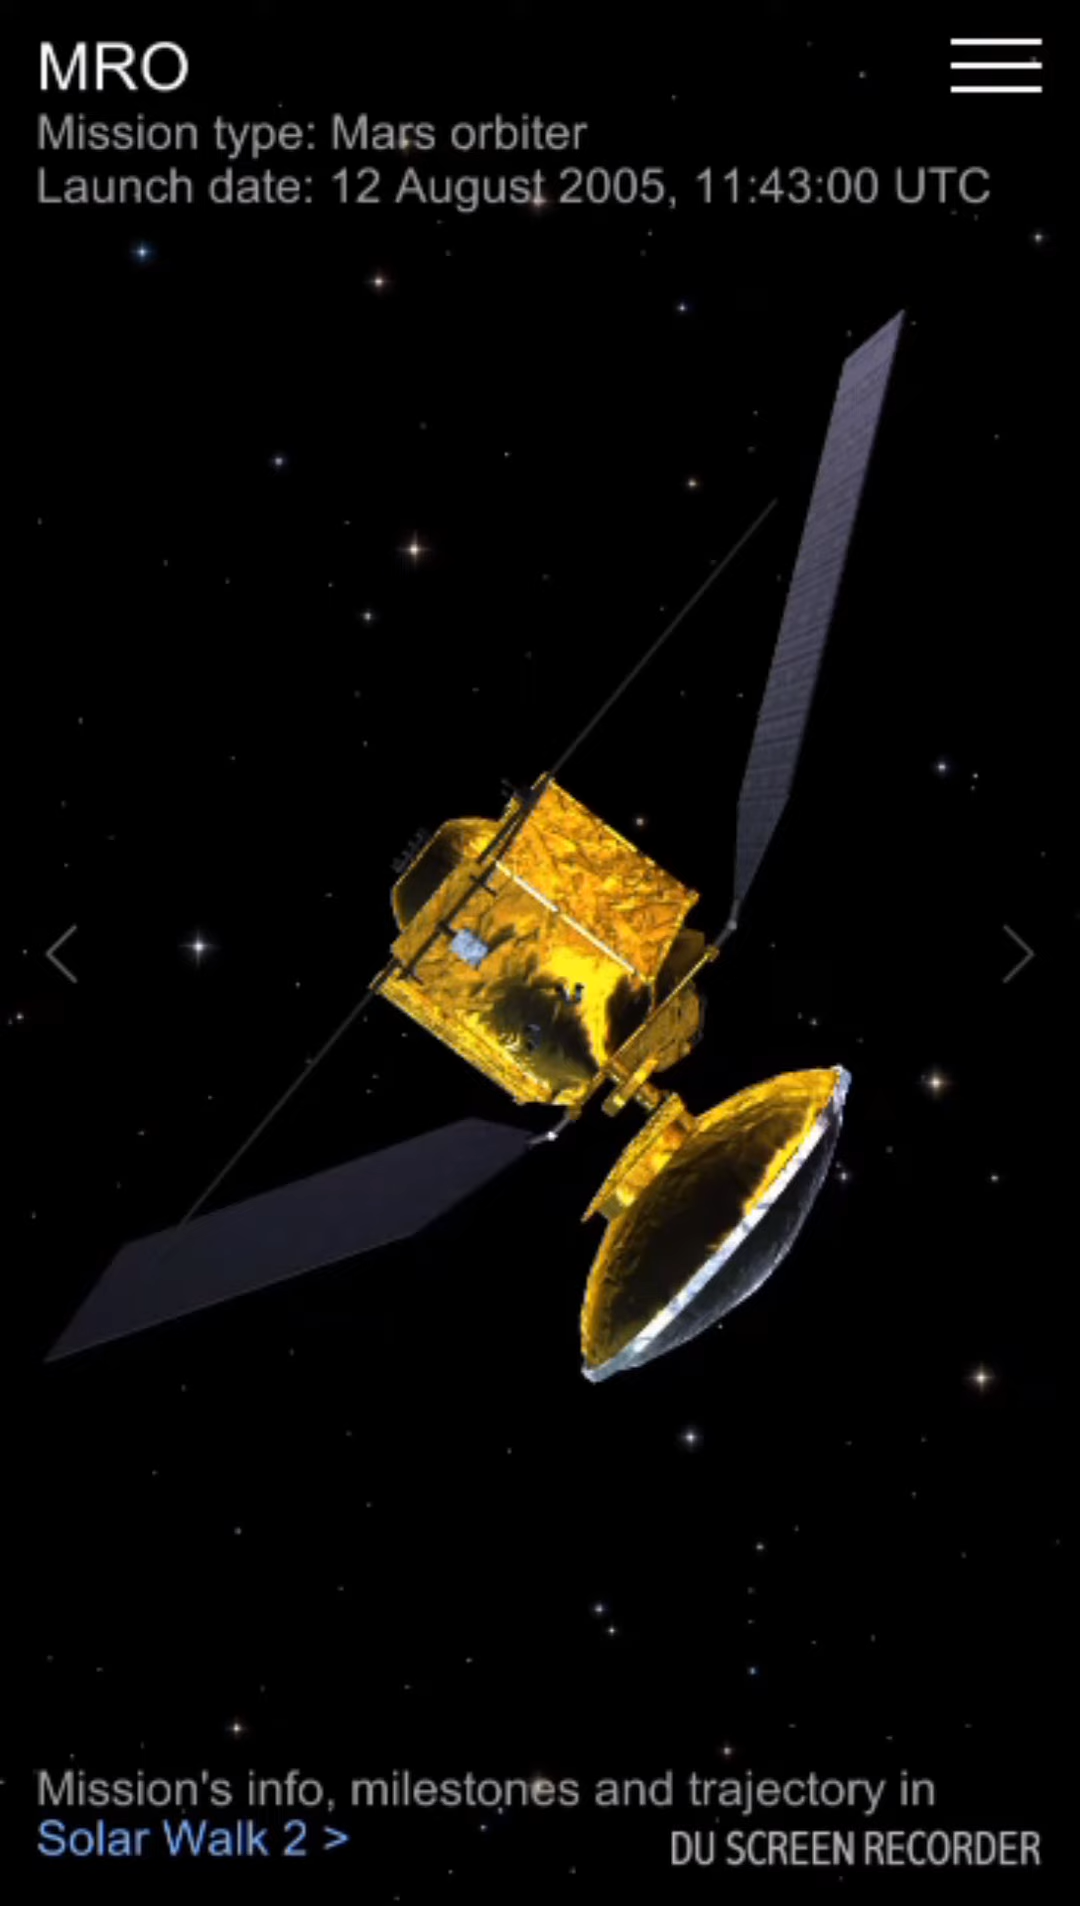 MRO
Mission type: Mars orbiter
Launch date: 12 August 2005, 11:43:00 UTC
Mission's info, milestones and trajectory in
Solar Walk 2 >
DU SCREEN RECORDER